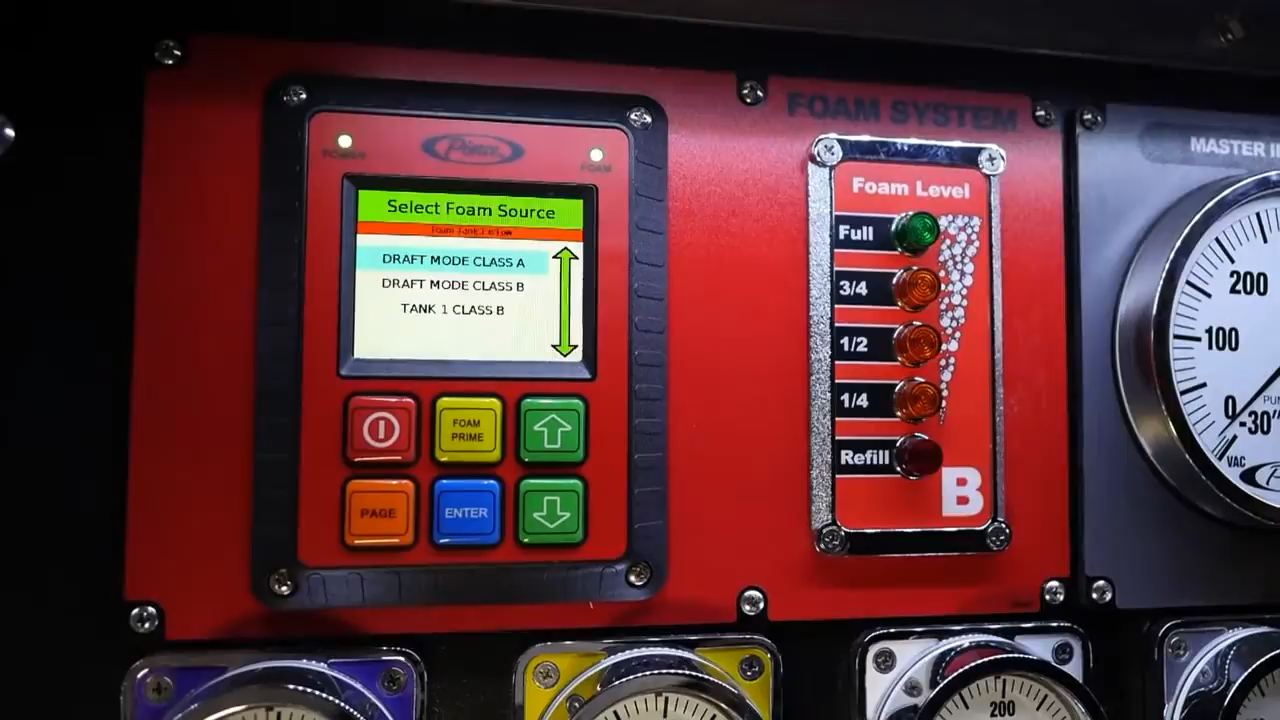 FOAM SYSTEM
MASTER
POWER
Pierce
FOAM
Select Foam Source
DRAFT MODE CLASS A
DRAFT MODE CLASS B
TANK 1 CLASS B
FOAM
PRIME
PAGE
ENTER
Foam Level
Full
3/4
1/2
1/4
Refill
B
200
100
0
-30"
VAC
200